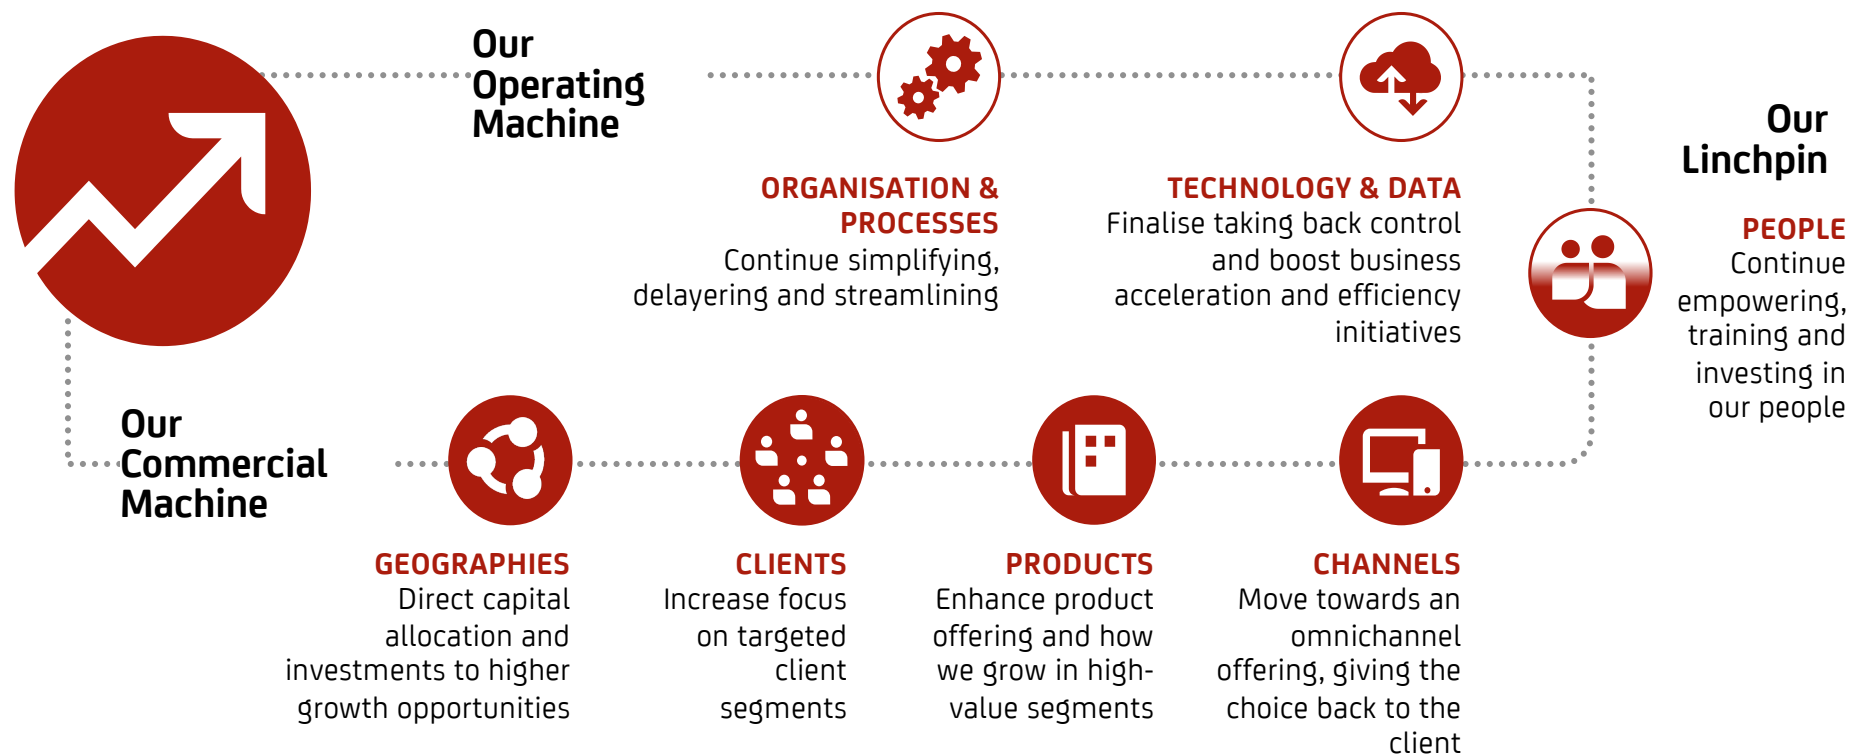 Our
Operating
Machine
ORGANISATION &
PROCESSES
Continue simplifying,
delayering and streamlining
TECHNOLOGY & DATA
Finalise taking back control
and boost business
acceleration and efficiency
initiatives
Our
Linchpin
PEOPLE
Continue
empowering,
training and
investing in
our people
Our
Commercial
Machine
GEOGRAPHIES
Direct capital
allocation and
investments to higher
growth opportunities
CLIENTS
Increase focus
on targeted
client
segments
PRODUCTS
Enhance product
offering and how
we grow in high-
value segments
CHANNELS
Move towards an
omnichannel
offering, giving the
choice back to the
client